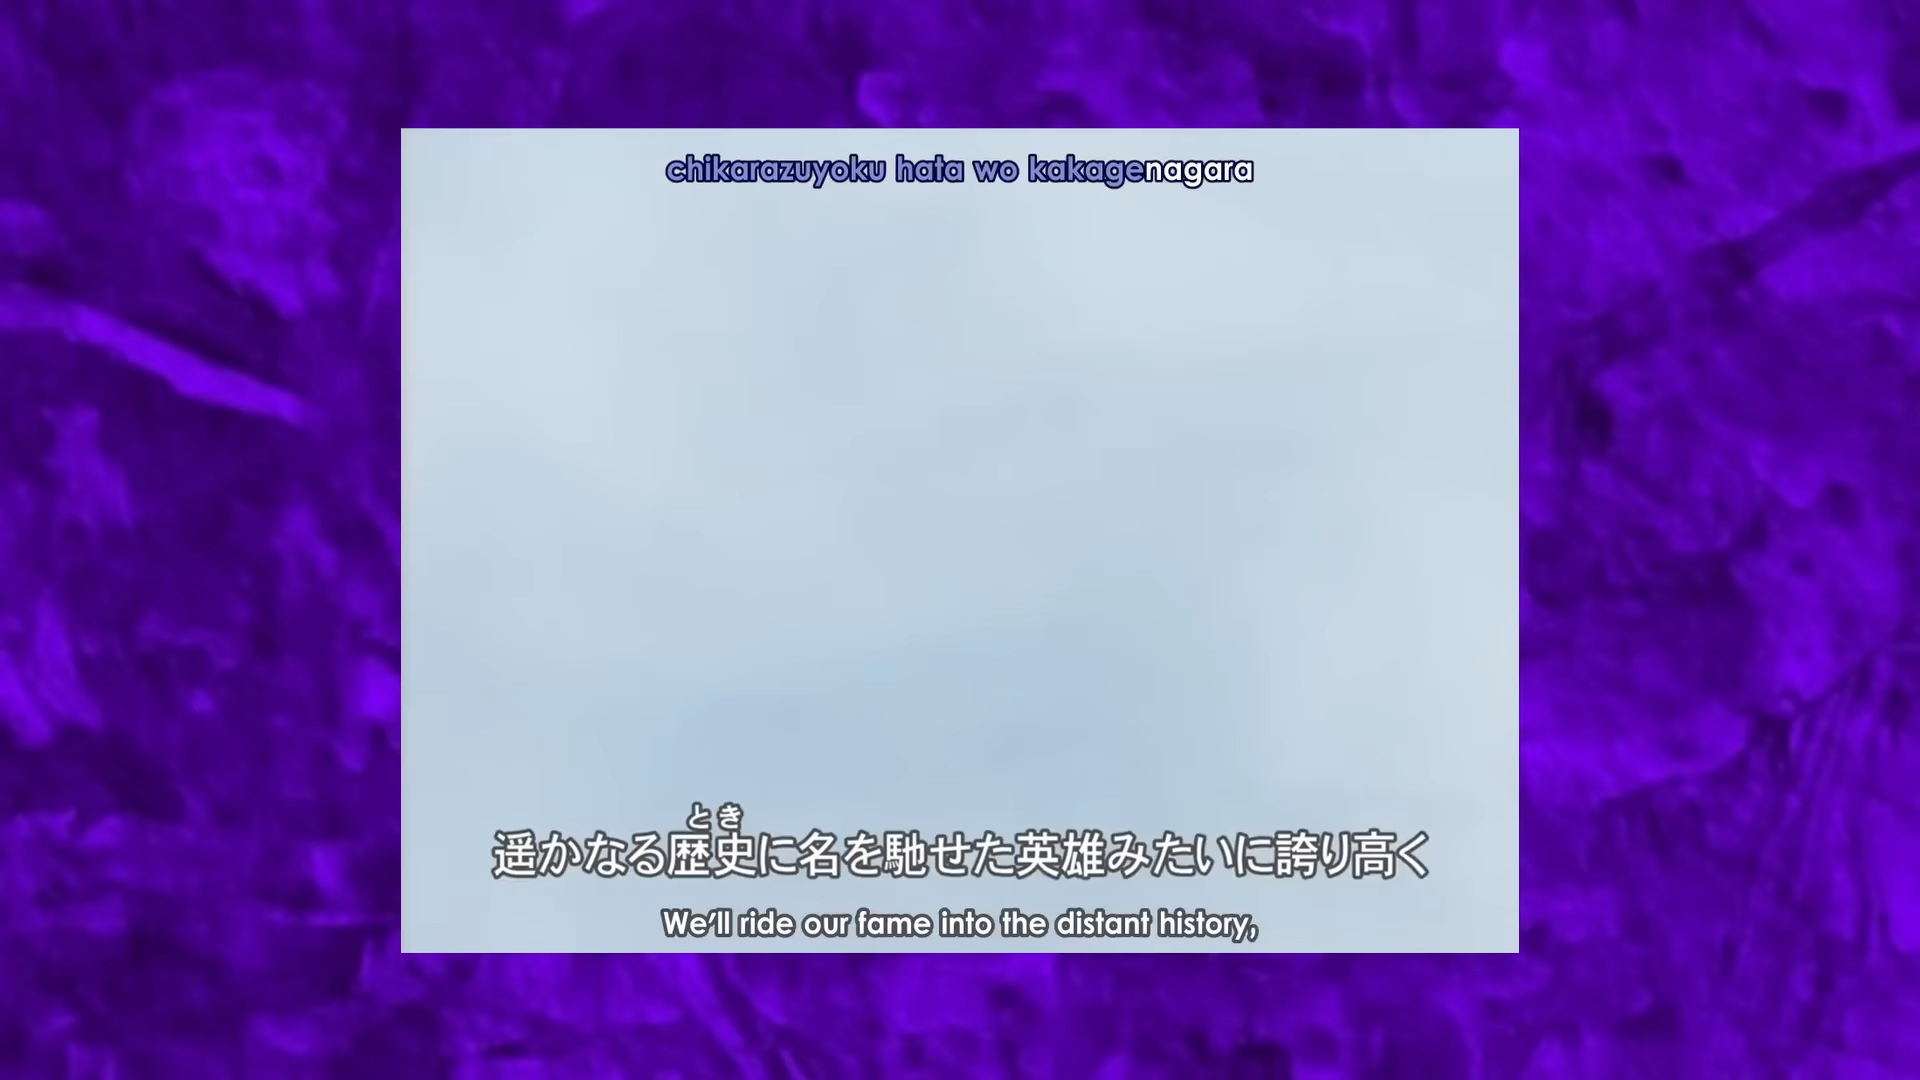 chikarazuyoku hata wo kakagenagara
とき
遥かなる歴史に名を馳せた英雄みたいに誇り高く
We'll ride our fame into the distant history,